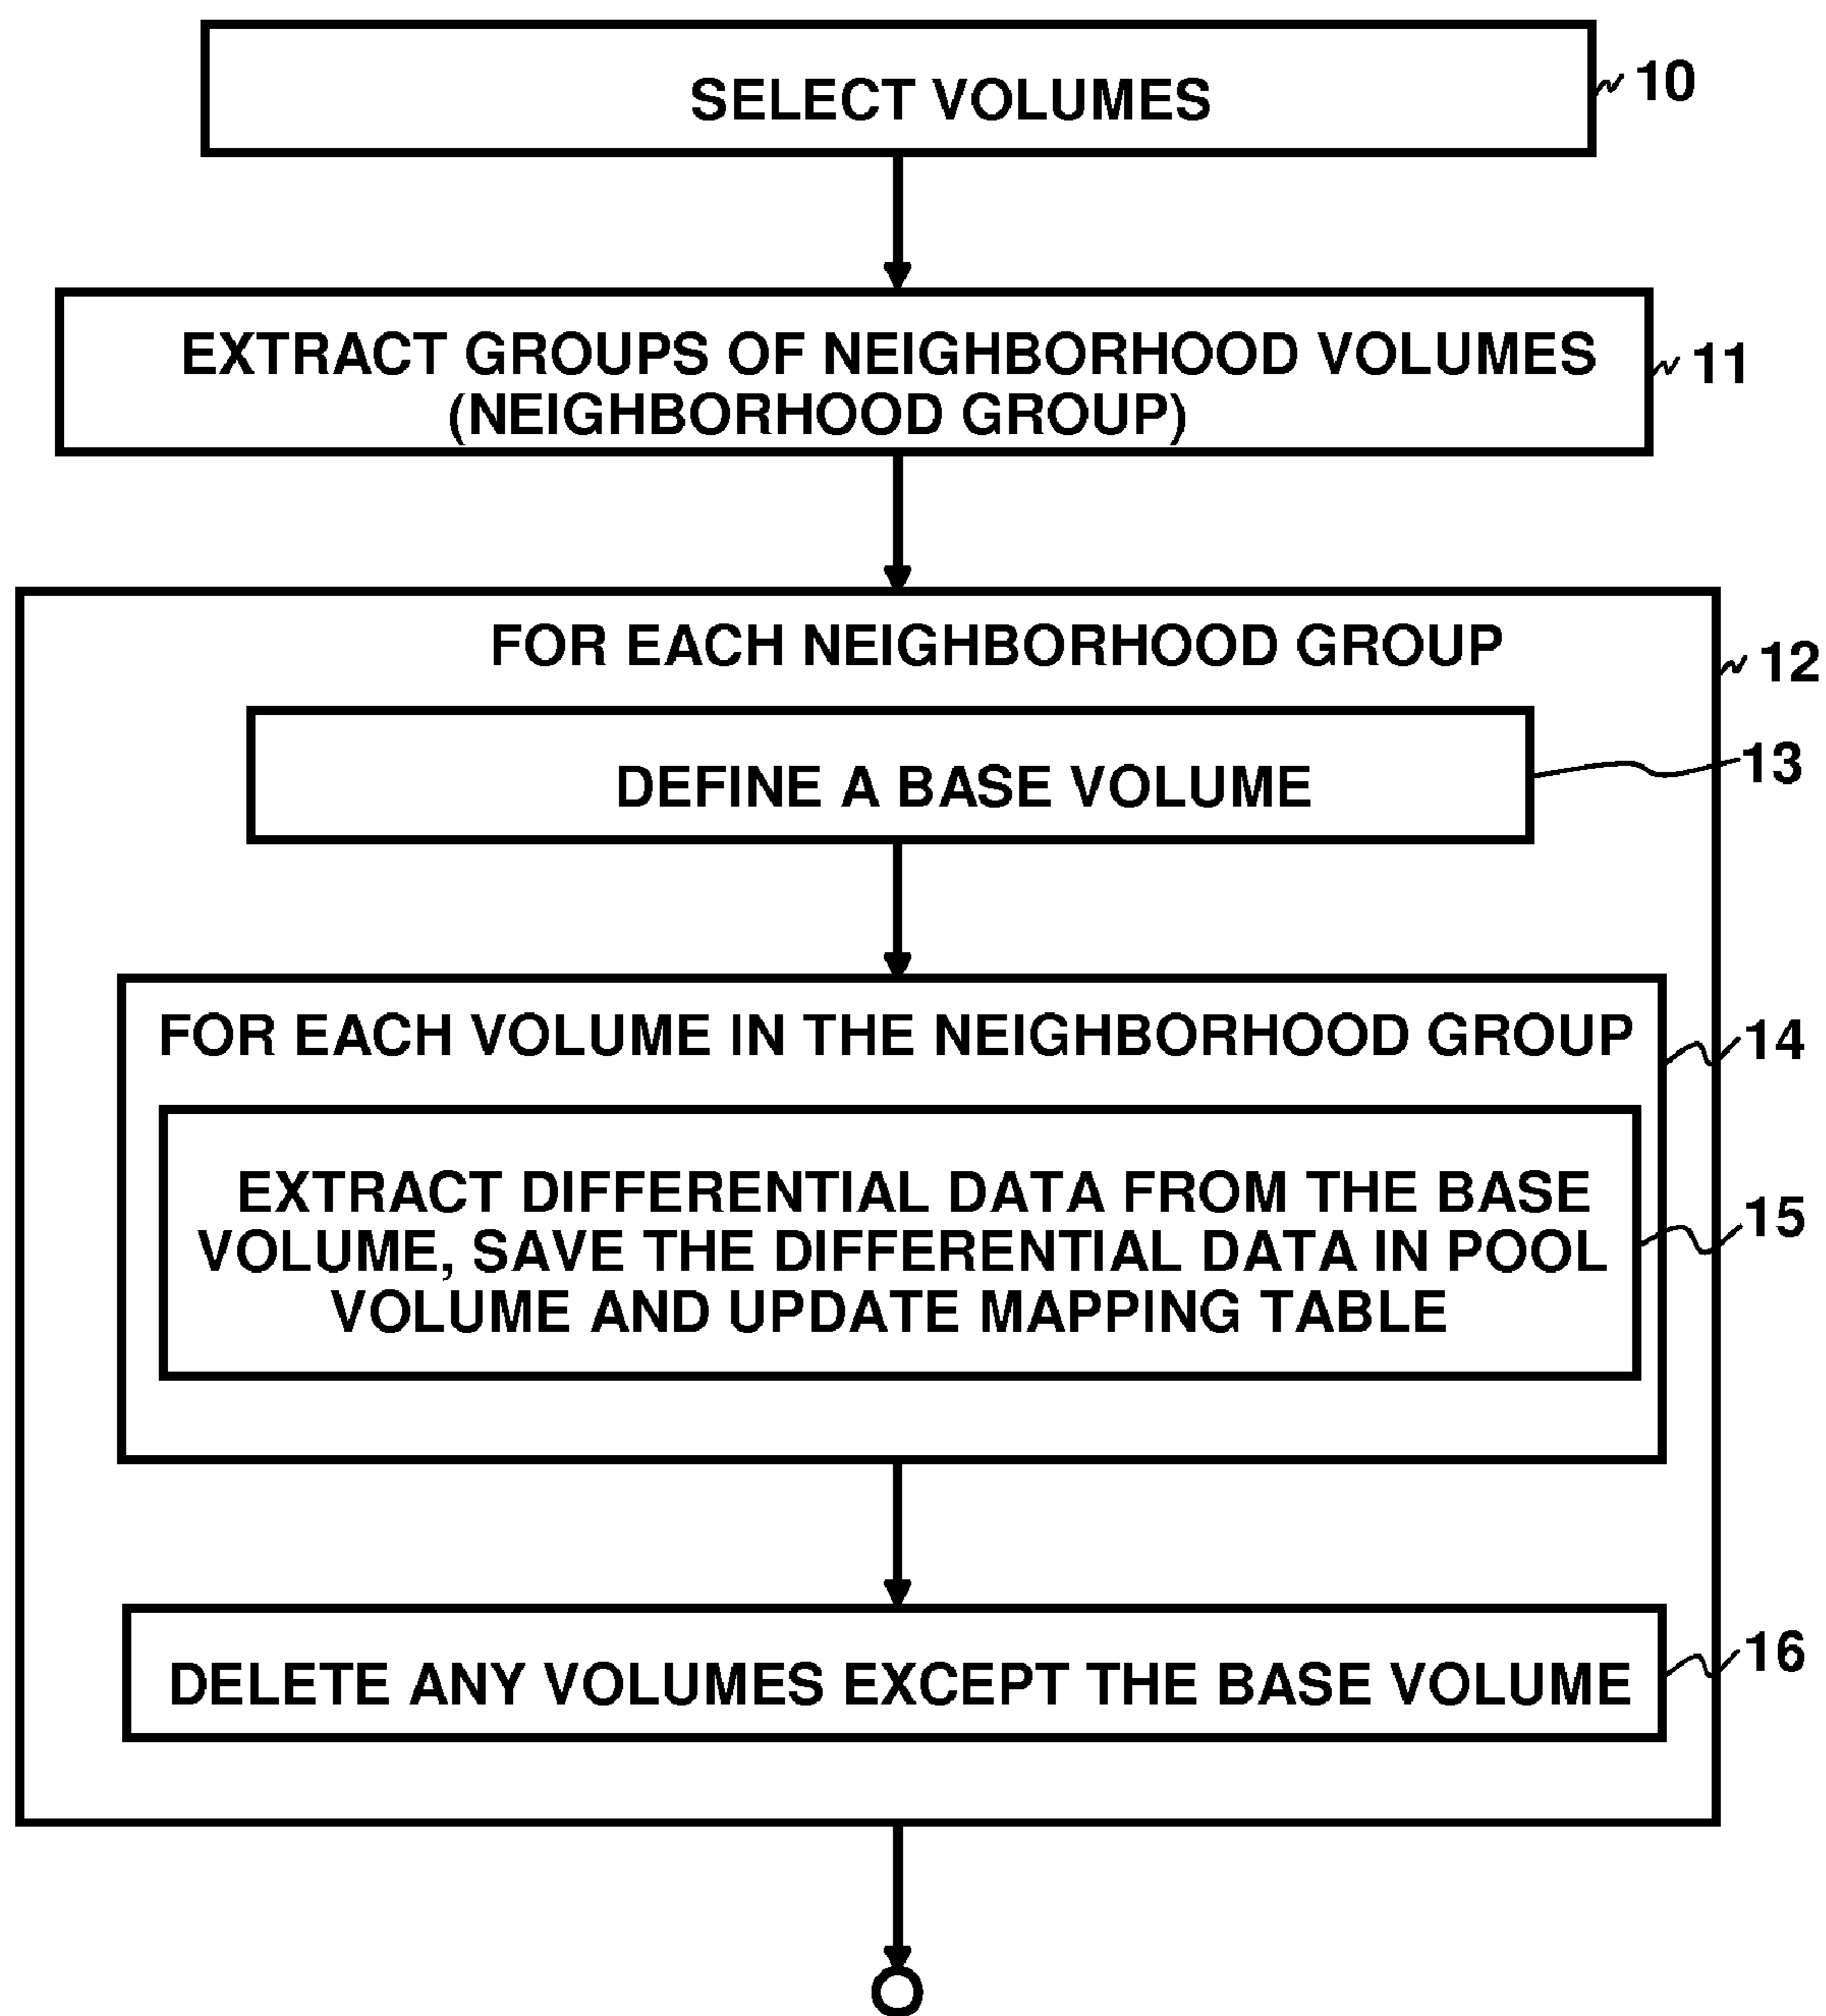 SELECT VOLUMES
10
EXTRACT GROUPS OF NEIGHBORHOOD VOLUMES
(NEIGHBORHOOD GROUP)
11
FOR EACH NEIGHBORHOOD GROUP
12
DEFINE A BASE VOLUME
13
FOR EACH VOLUME IN THE NEIGHBORHOOD GROUP
14
EXTRACT DIFFERENTIAL DATA FROM THE BASE
VOLUME, SAVE THE DIFFERENTIAL DATA IN POOL
VOLUME AND UPDATE MAPPING TABLE
15
DELETE ANY VOLUMES EXCEPT THE BASE VOLUME
16